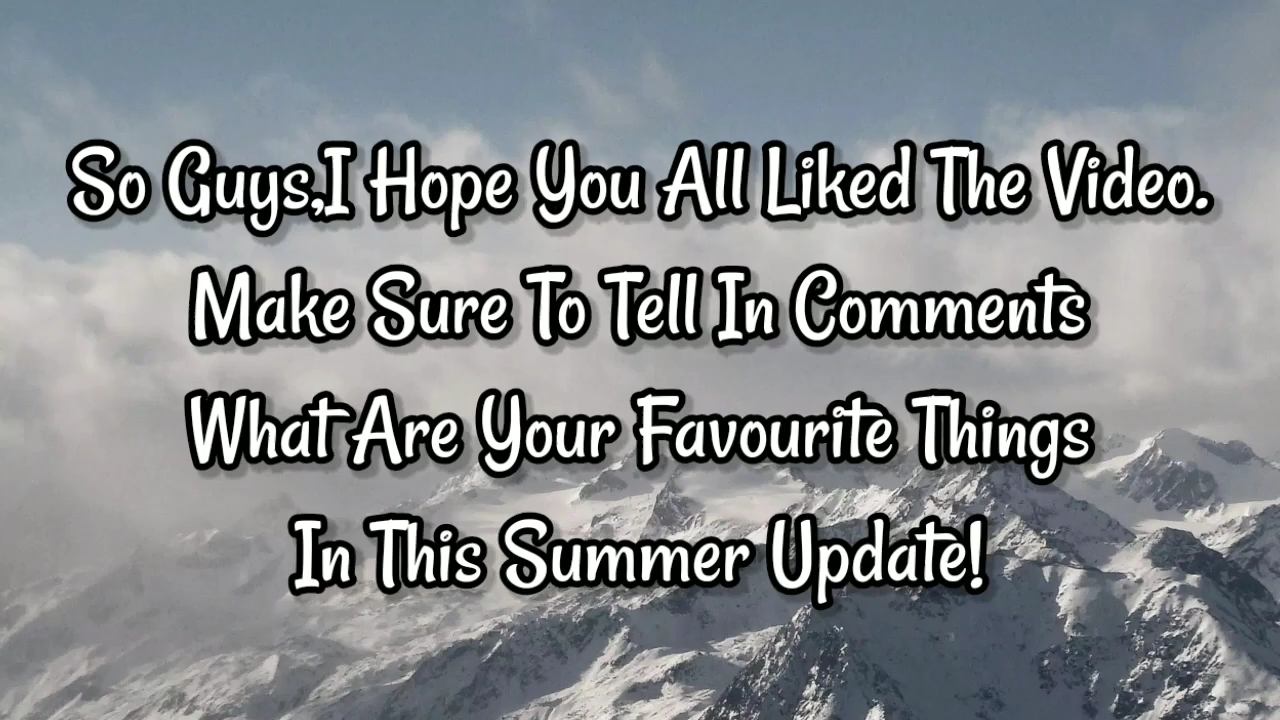 So Guys,I Hope You All Liked The Video.
Make Sure To Tell In Comments
What Are Your Favourite Things
In This Summer Update!